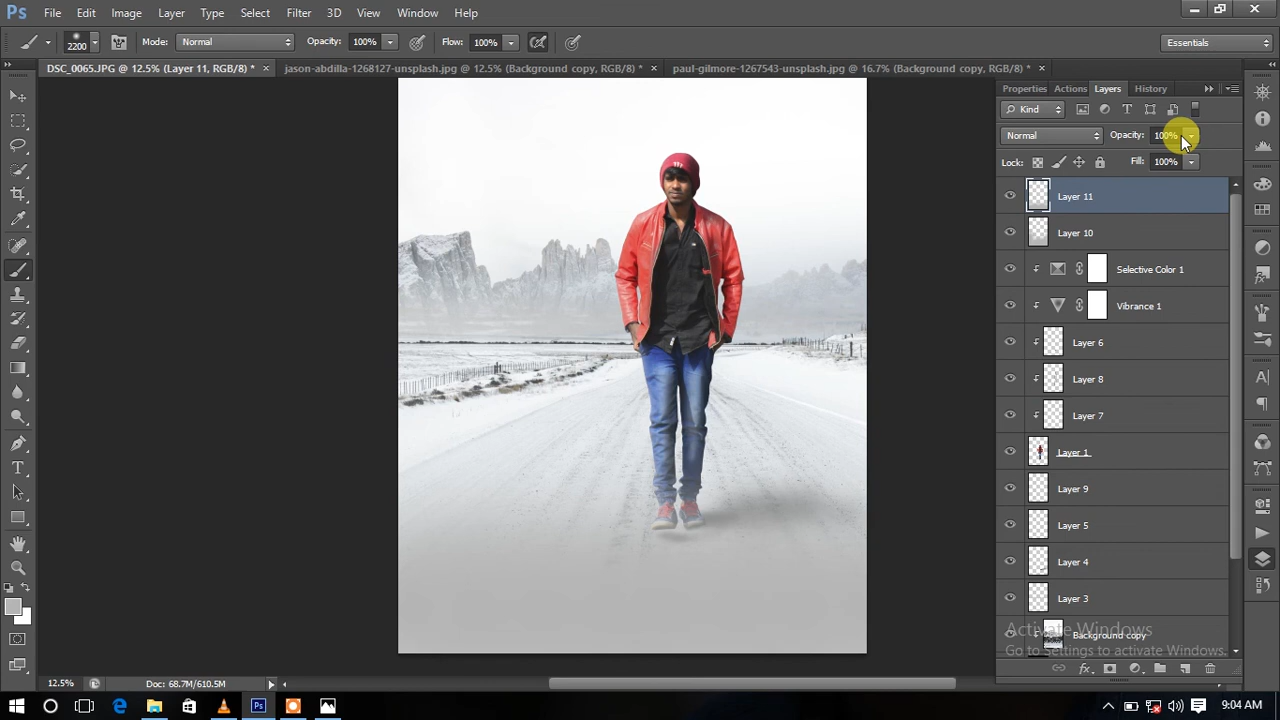 Ps File Edit Image Layer Type Select Filter 3D View Window Help
2200 Mode: Normal Opacity: 100% Flow: 100% Essentials
DSC_0065.JPG @ 12.5% (Layer 11, RGB/8) * × jason-abdilla-1268127-unsplash.jpg @ 12.5% (Background copy, RGB/8) * × paul-gilmore-1267543-unsplash.jpg @ 16.7% (Background copy, RGB/8) * ×
Properties Actions Layers History
Kind
Normal Opacity: 100%
Lock: Fill: 100%
Layer 11
Layer 10
Selective Color 1
Vibrance 1
Layer 6
Layer 8
Layer 7
Layer 1
Layer 9
Layer 5
Layer 4
Layer 3
Background copy
Activate Windows
Go to Settings to activate Windows.
12.5% Doc: 68.7M/610.5M
9:04 AM